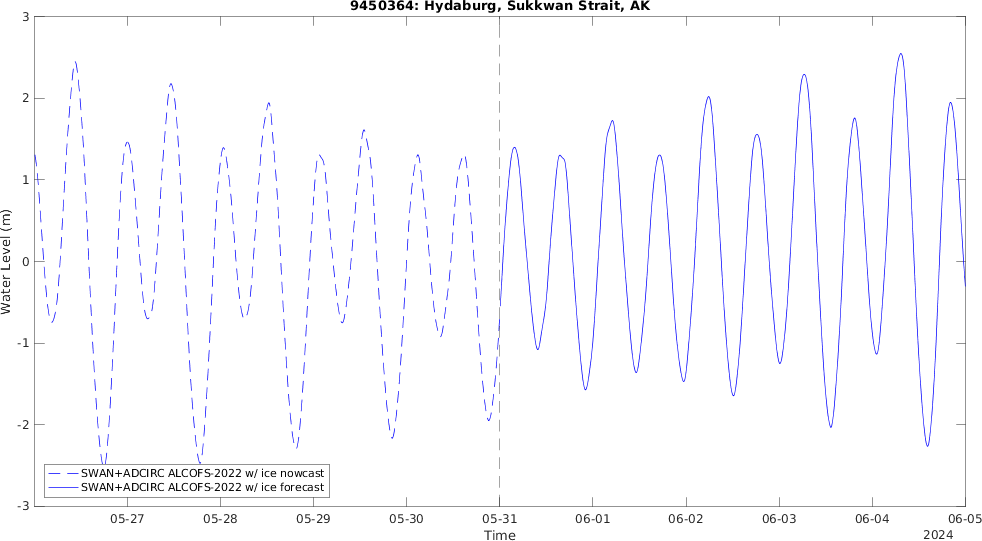 9450364: Hydaburg, Sukkwan Strait, AK
3
2
1
0
-1
-2
-3
Water Level (m)
SWAN+ADCIRC ALCOFS-2022 w/ ice nowcast
SWAN+ADCIRC ALCOFS-2022 w/ ice forecast
05-27 05-28 05-29 05-30 05-31 06-01 06-02 06-03 06-04 06-05
Time
2024